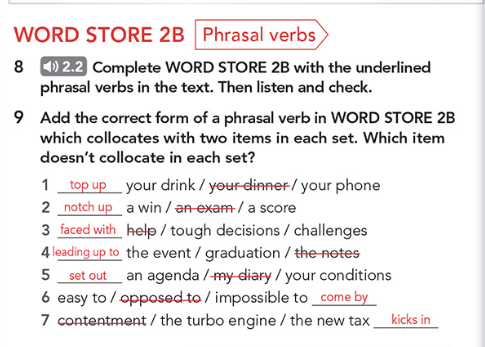 WORD STORE 2B Phrasal verbs
8 2.2 Complete WORD STORE 2B with the underlined
phrasal verbs in the text. Then listen and check.
9 Add the correct form of a phrasal verb in WORD STORE 2B
which collocates with two items in each set. Which item
doesn't collocate in each set?
1 top up your drink / your dinner / your phone
2 notch up a win / an exam / a score
3 faced with help / tough decisions / challenges
4 leading up to the event / graduation / the notes
5 set out an agenda / my diary / your conditions
6 easy to / opposed to / impossible to come by
7 contentment / the turbo engine / the new tax kicks in